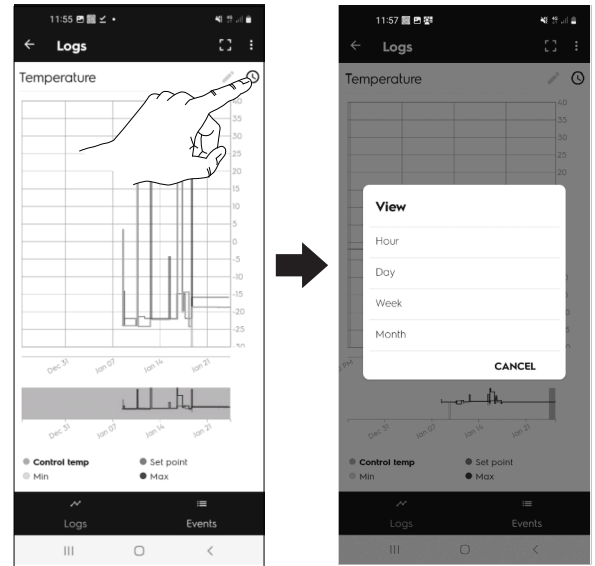 11:55
Logs
Temperature
40
35
30
25
20
15
10
5
0
-5
-10
-15
-20
-25
-30
Dec 31 Jan 07 Jan 14 Jan 21
Dec 31 Jan 07 Jan 14 Jan 21
Control temp Set point
Min Max
Logs Events
11:57
Logs
Temperature
40
35
30
25
20
View
Hour
Day
Week
Month
CANCEL
Dec 31 Jan 07 Jan 14 Jan 21
Control temp Set point
Min Max
Logs Events